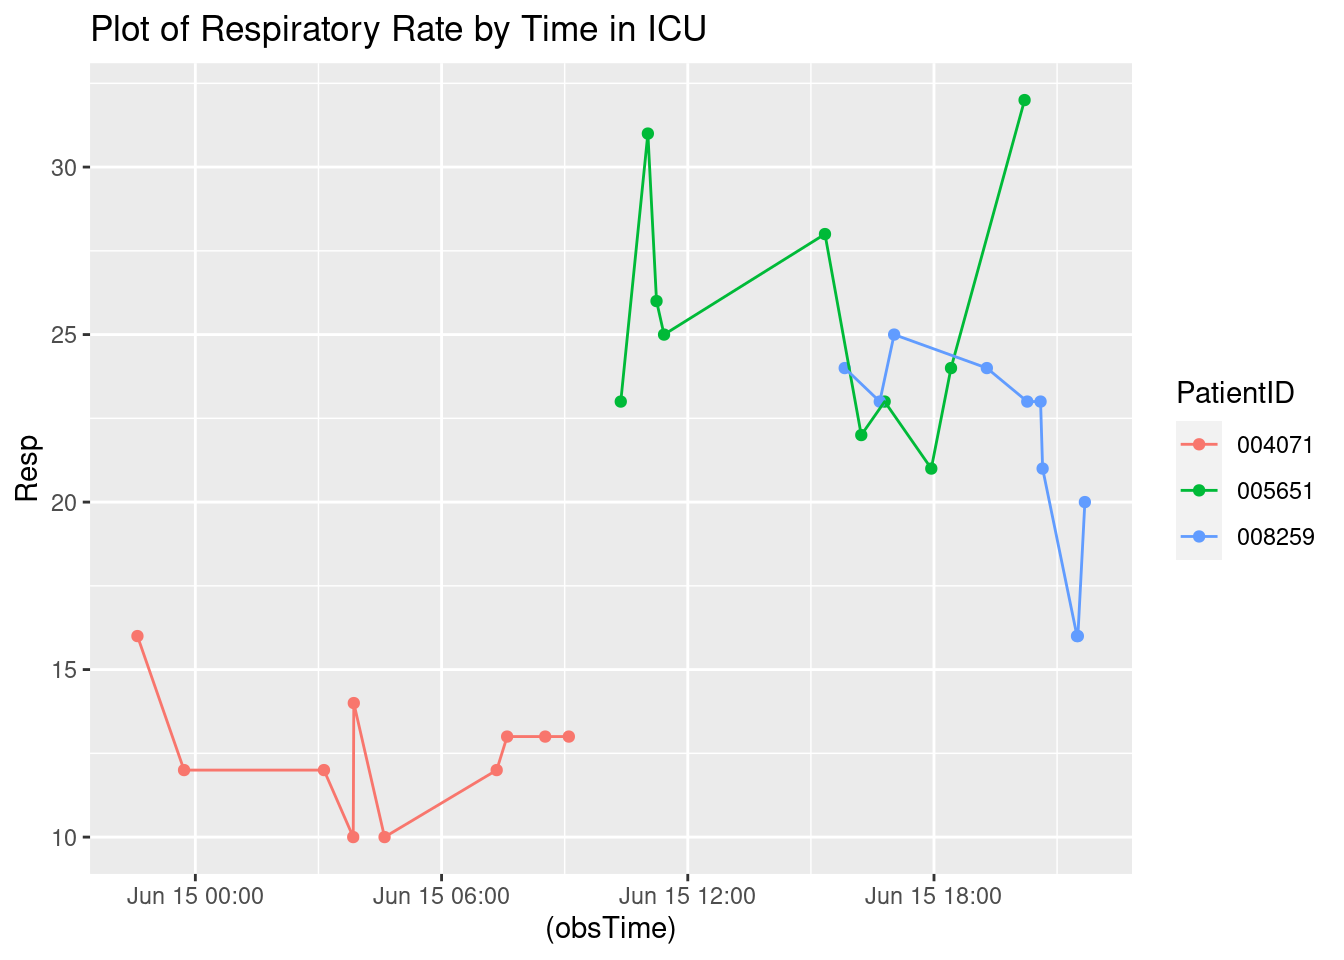 Plot of Respiratory Rate by Time in ICU
Resp
30
25
20
15
10
Jun 15 00:00
Jun 15 06:00
Jun 15 12:00
Jun 15 18:00
(obsTime)
PatientID
004071
005651
008259